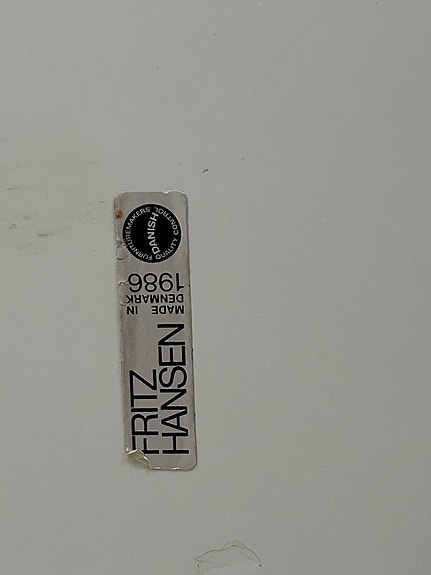 FRITZ
HANSEN
MADE IN
DENMARK
1986
DANISH
FURNITUREMAKERS'
QUALITY CONTROL